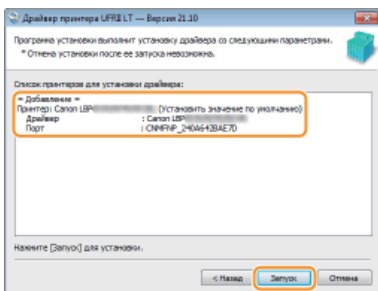 Драйвер принтера UFRII LT — Версия 21.10
Программа установки выполнит установку драйвера со следующими параметрами.
* Отмена установки после ее запуска невозможна.
Список принтеров для установки драйвера:
= Добавление =
Принтер: Canon LBP (Установить значение по умолчанию)
Драйвер : Canon LBP
Порт : CNMFNP_240A642BAE7D
Нажмите [Запуск] для установки.
< Назад Запуск Отмена